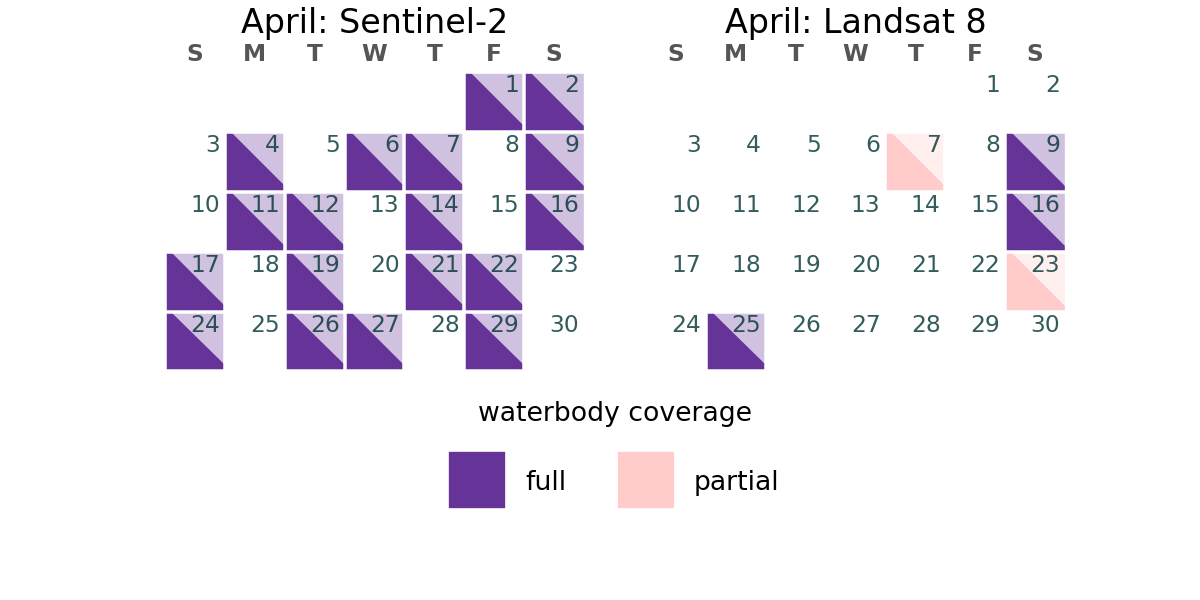 April: Sentinel-2
S M T W T F S
1 2
3 4 5 6 7 8 9
10 11 12 13 14 15 16
17 18 19 20 21 22 23
24 25 26 27 28 29 30
April: Landsat 8
S M T W T F S
1 2
3 4 5 6 7 8 9
10 11 12 13 14 15 16
17 18 19 20 21 22 23
24 25 26 27 28 29 30
waterbody coverage
full partial